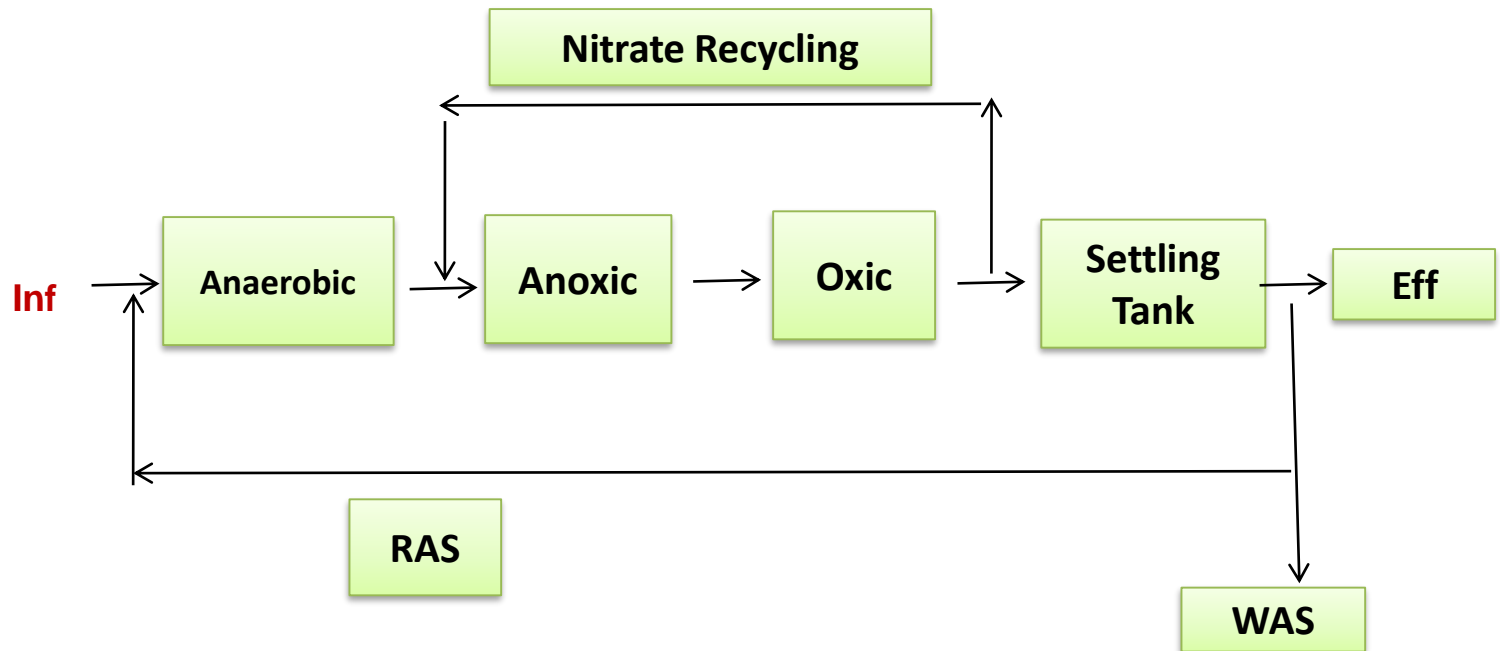 Nitrate Recycling
Inf
Anaerobic
Anoxic
Oxic
Settling
Tank
Eff
RAS
WAS